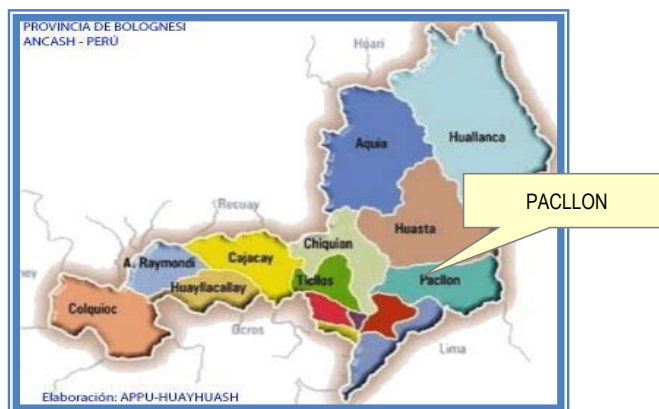 PROVINCIA DE BOLOGNESI
ANCASH - PERÚ
Huari
Huallanca
Aquia
PACLLON
Recuay
Huasta
Chiquian
Cajacay
A. Raymondi
Ticllos
Pacllon
Huayllacallay
Colquioc
Ocros
Lima
Elaboración: APPU-HUAYHUASH